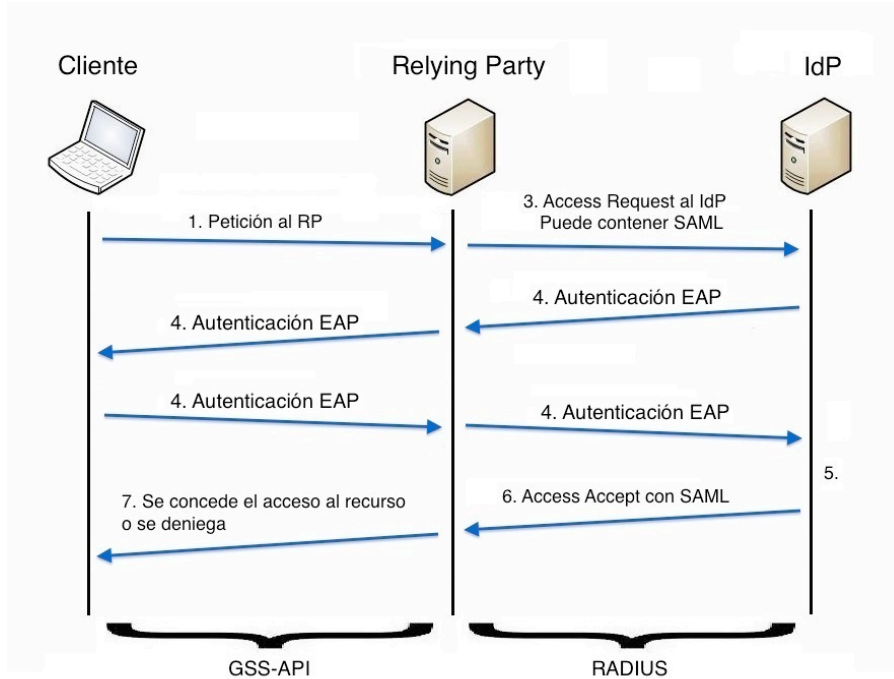 Cliente
Relying Party
IdP
1. Petición al RP
3. Access Request al IdP
Puede contener SAML
4. Autenticación EAP
4. Autenticación EAP
4. Autenticación EAP
4. Autenticación EAP
5.
7. Se concede el acceso al recurso
o se deniega
6. Access Accept con SAML
GSS-API
RADIUS